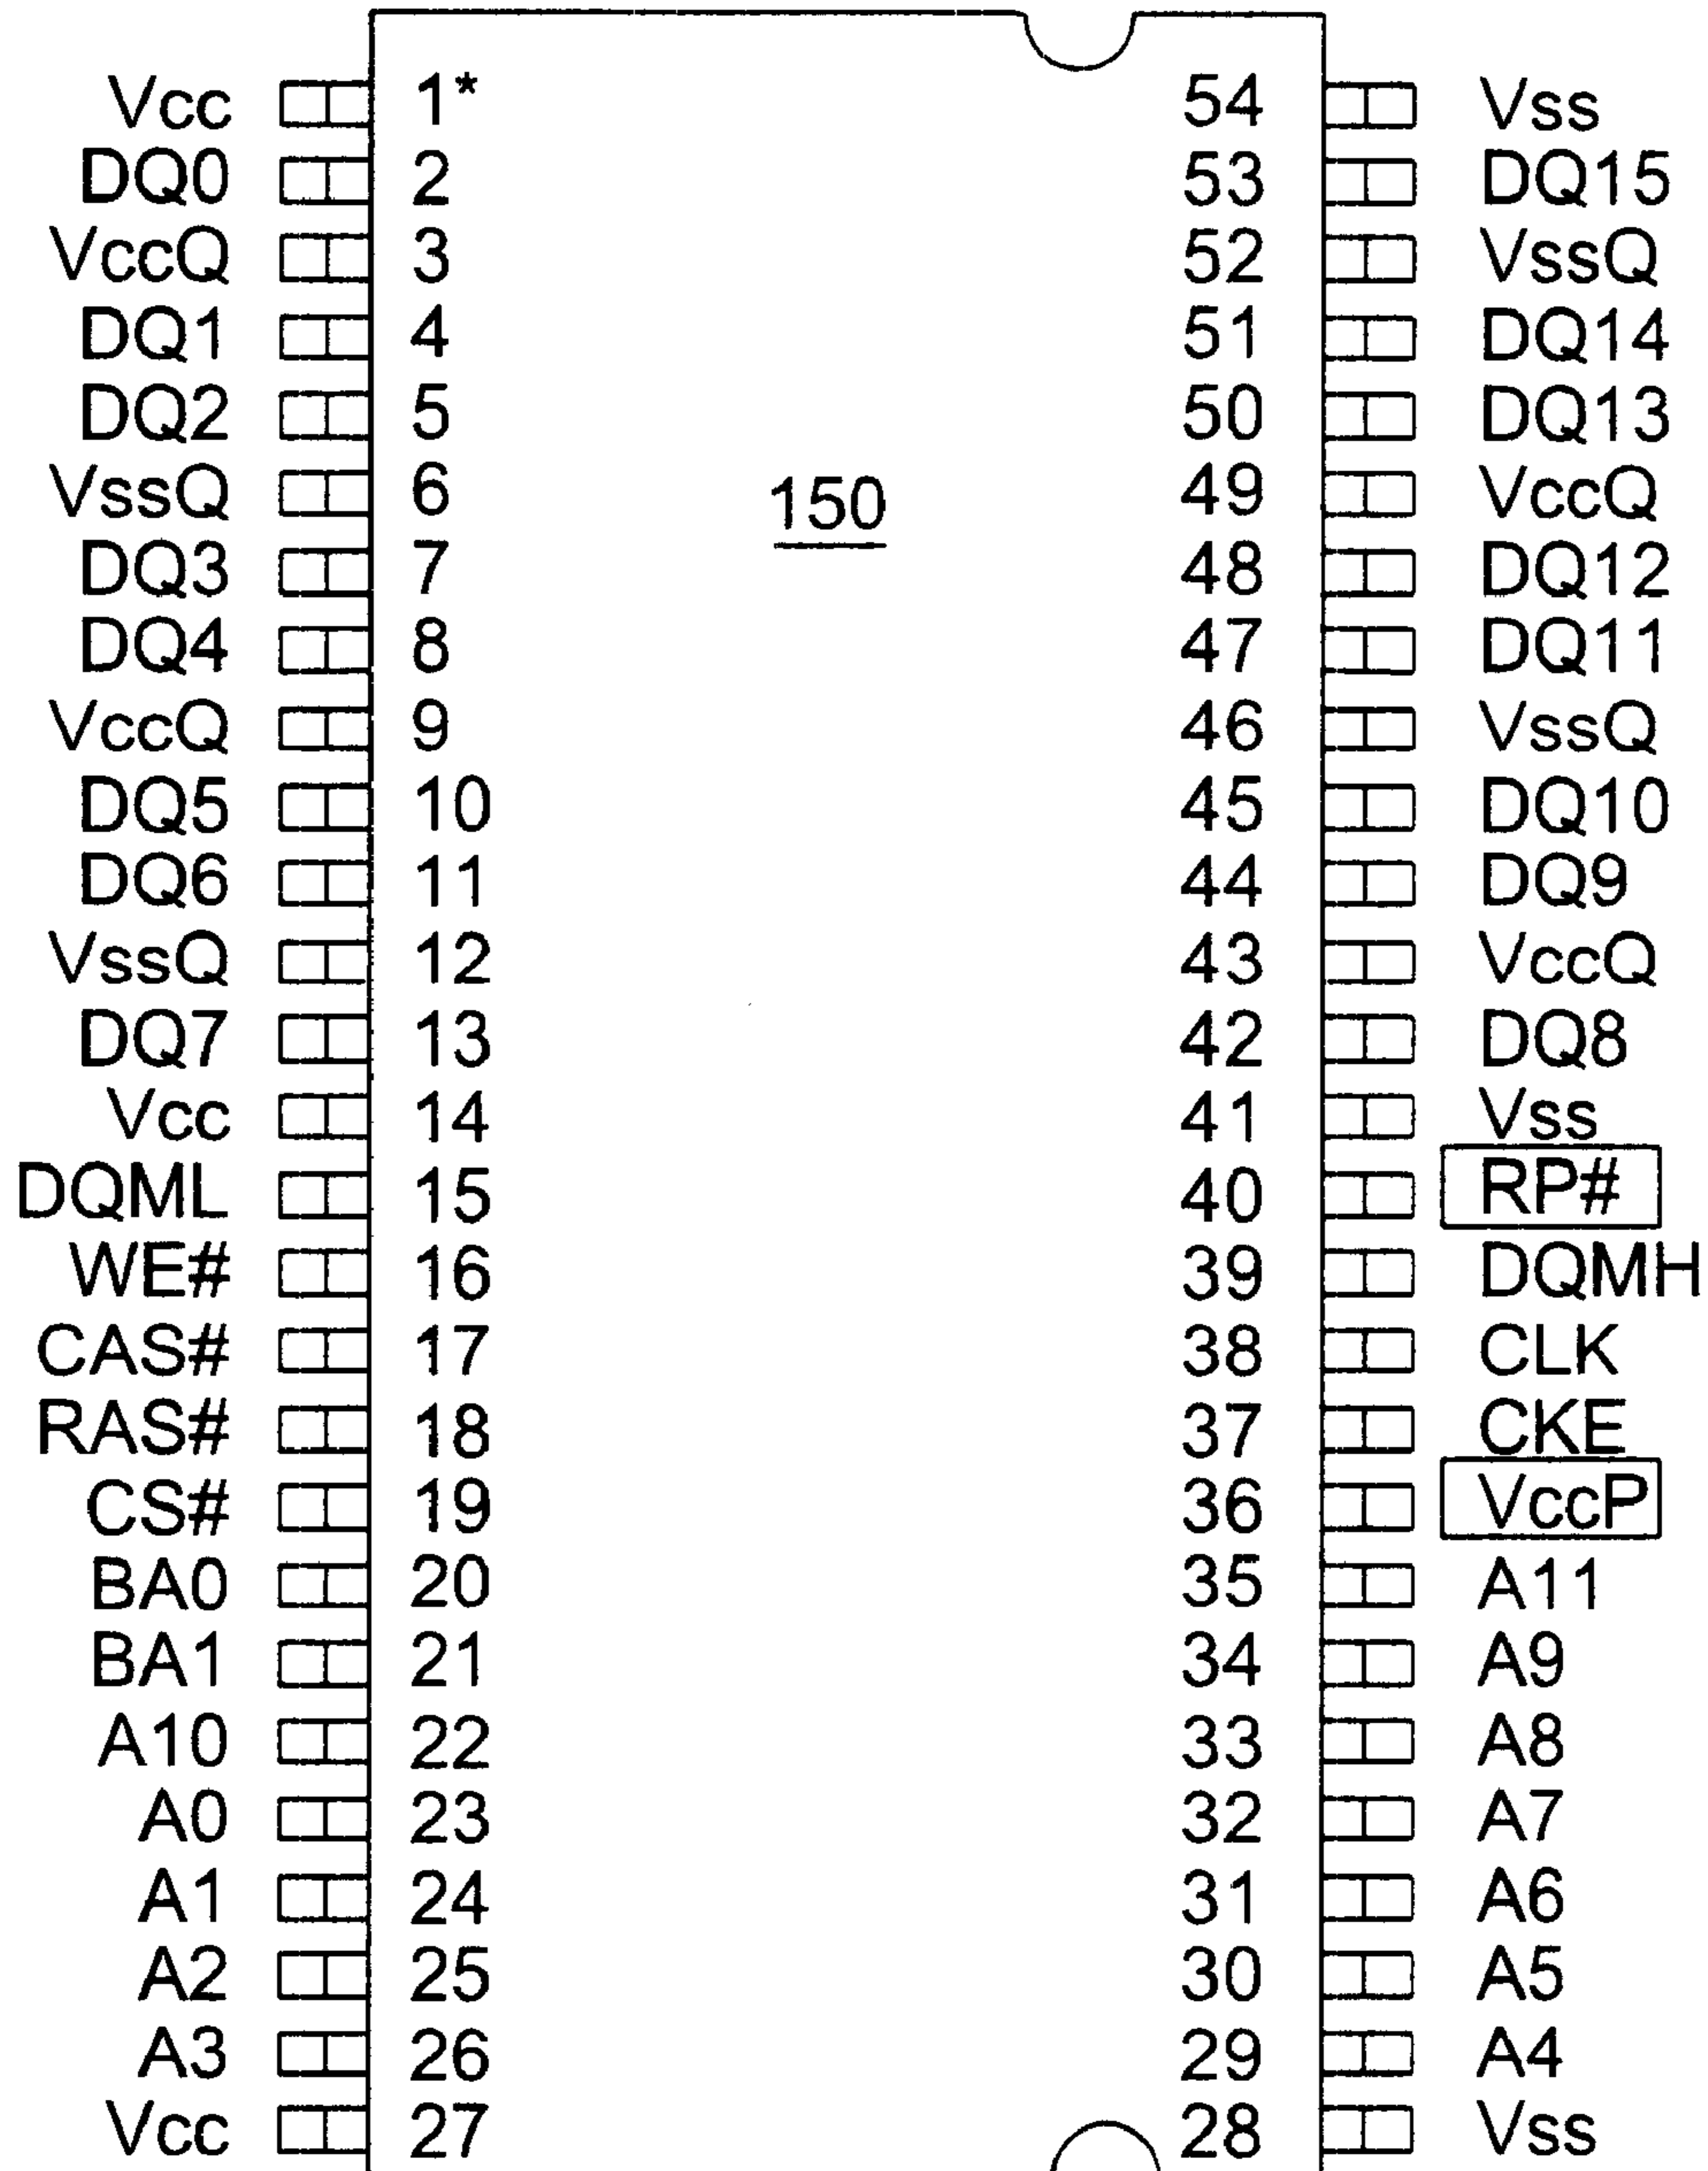 Vcc 1* 54 Vss
DQ0 2 53 DQ15
VccQ 3 52 VssQ
DQ1 4 51 DQ14
DQ2 5 50 DQ13
VssQ 6 150 49 VccQ
DQ3 7 48 DQ12
DQ4 8 47 DQ11
VccQ 9 46 VssQ
DQ5 10 45 DQ10
DQ6 11 44 DQ9
VssQ 12 43 VccQ
DQ7 13 42 DQ8
Vcc 14 41 Vss
DQML 15 40 RP#
WE# 16 39 DQMH
CAS# 17 38 CLK
RAS# 18 37 CKE
CS# 19 36 VccP
BA0 20 35 A11
BA1 21 34 A9
A10 22 33 A8
A0 23 32 A7
A1 24 31 A6
A2 25 30 A5
A3 26 29 A4
Vcc 27 28 Vss